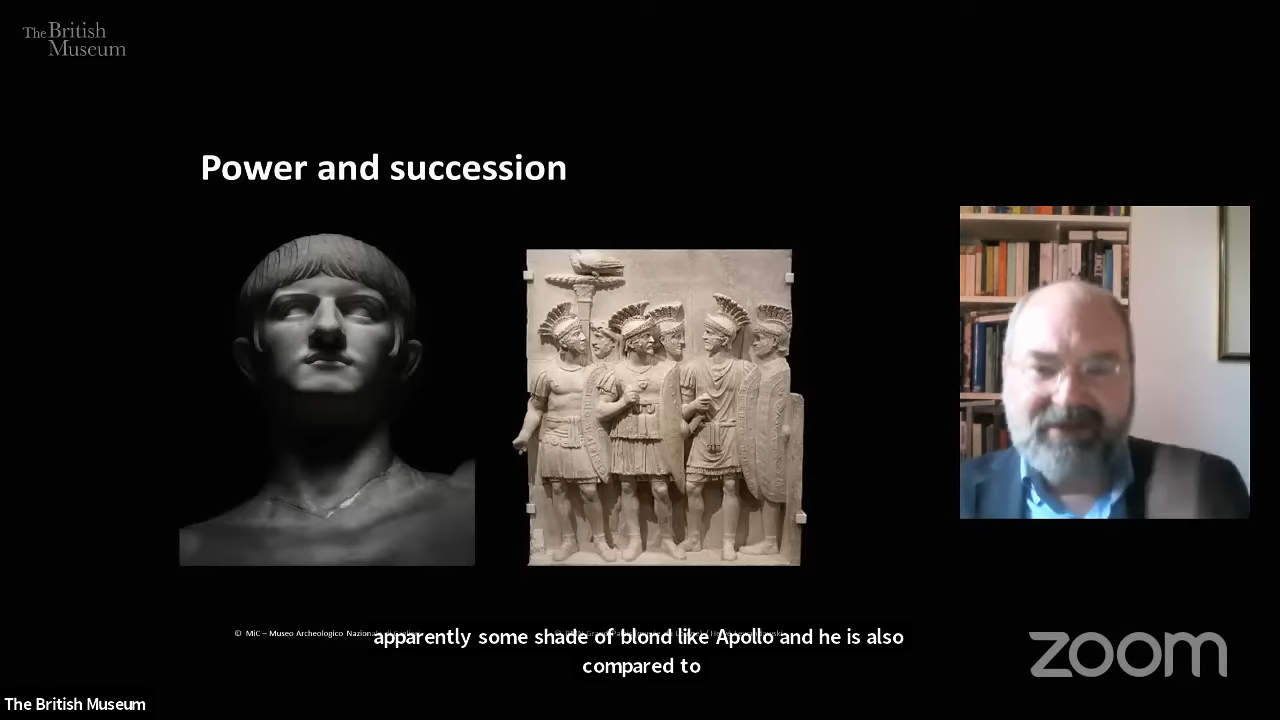 The British
Museum
Power and succession
© MiC – Museo Archeologico
apparently some shade of blond like Apollo and he is also
compared to
zoom
The British Museum